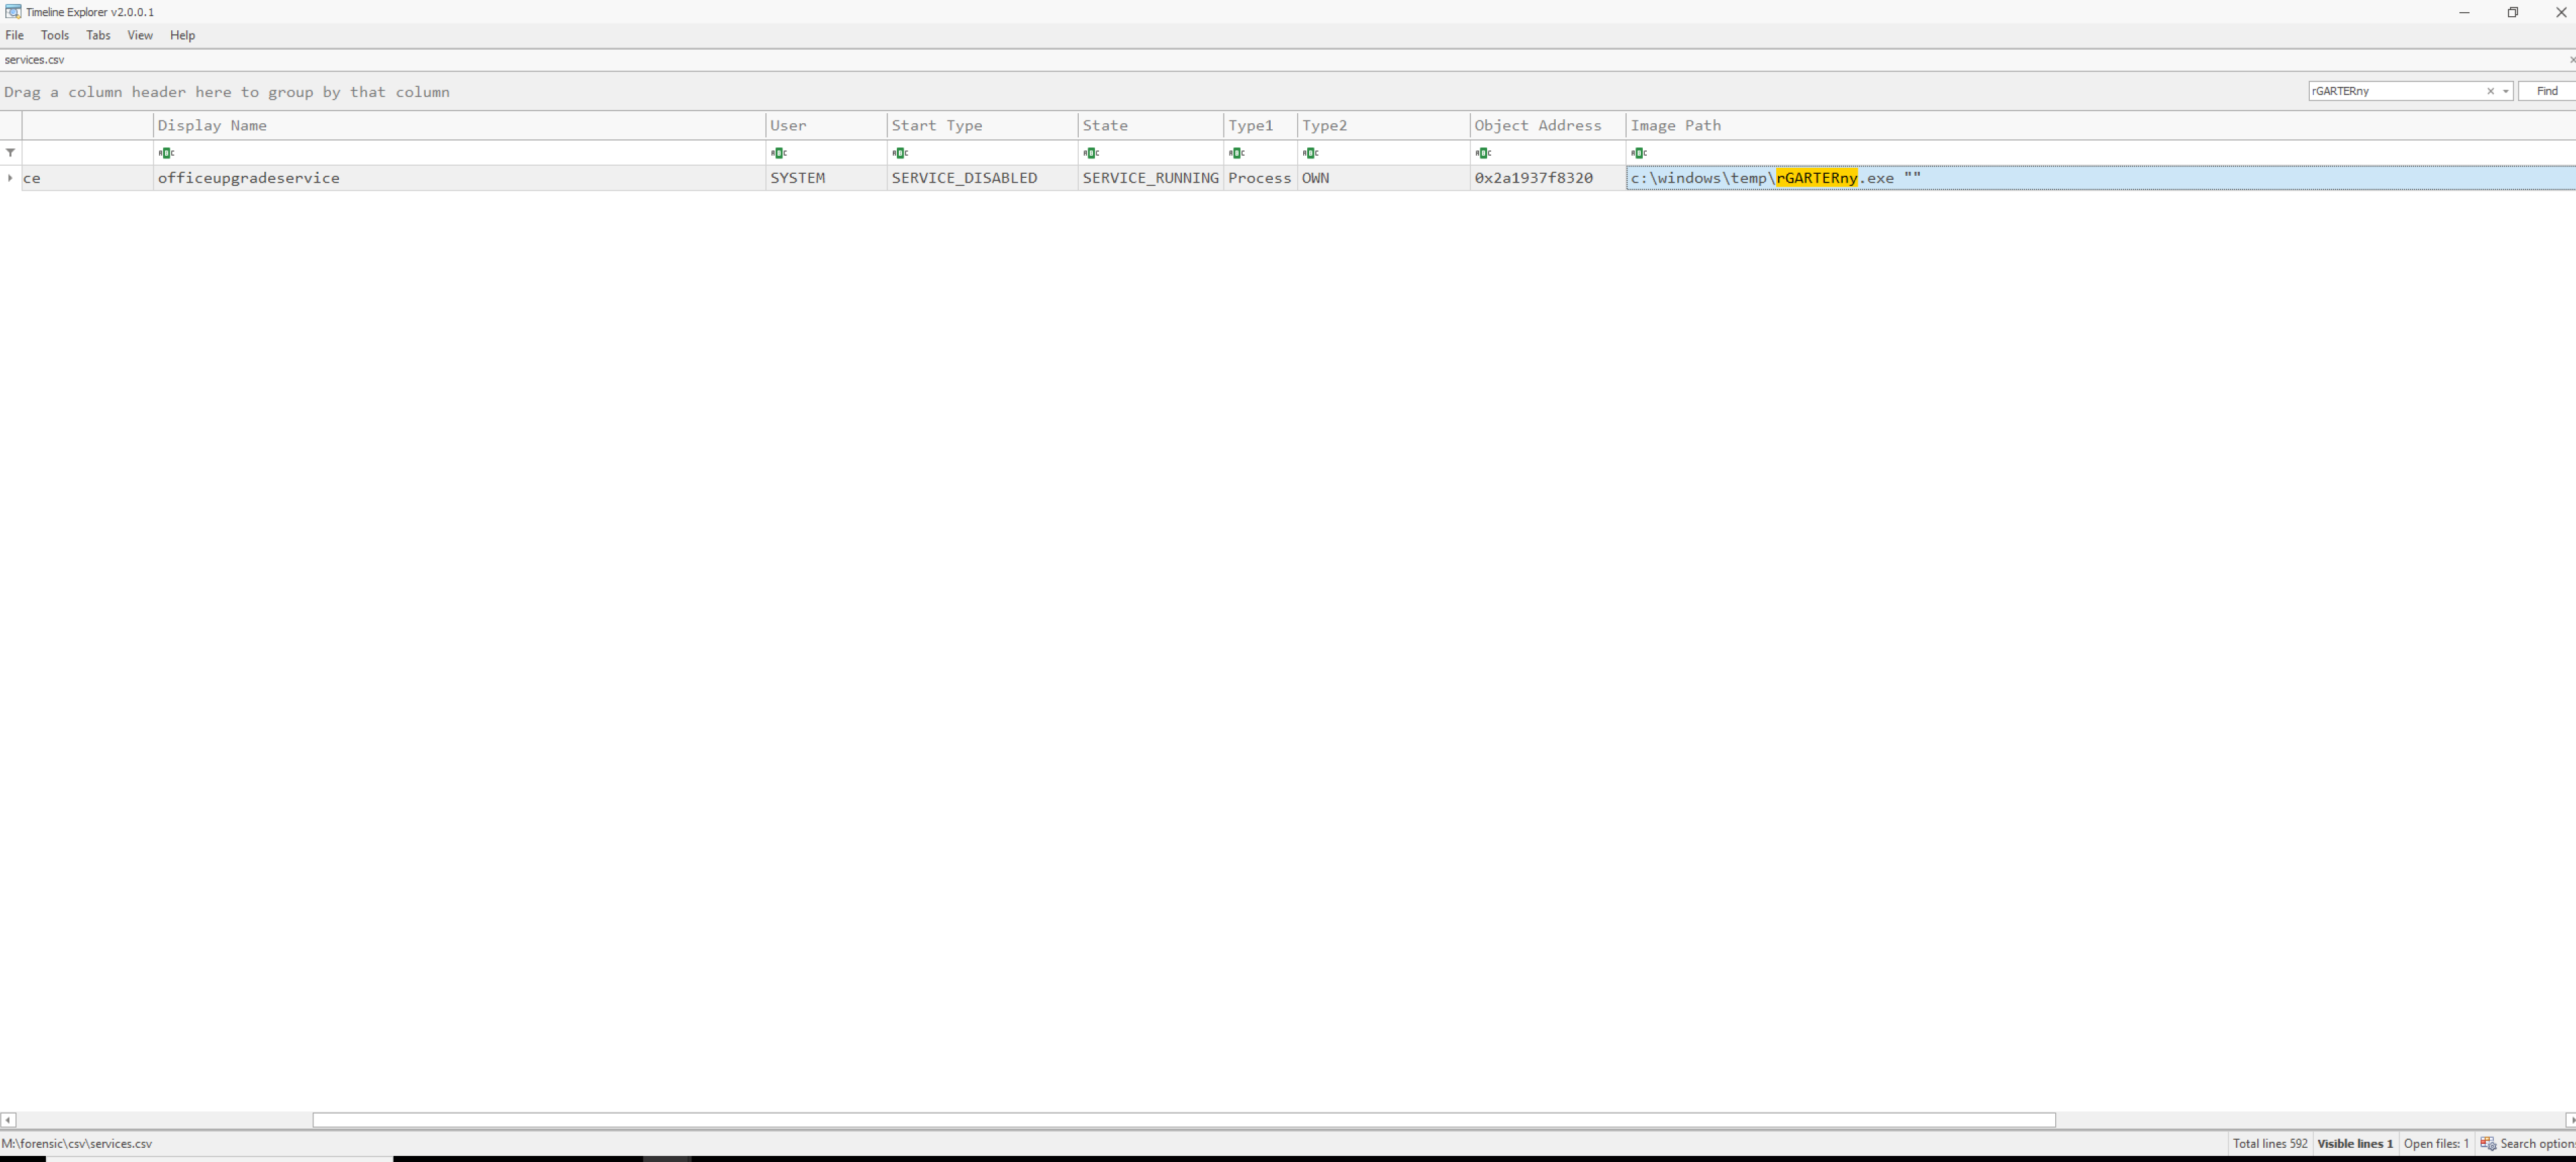 Timeline Explorer v2.0.0.1
File Tools Tabs View Help
services.csv
Drag a column header here to group by that column
rGARTERny Find
Display Name User Start Type State Type1 Type2 Object Address Image Path
ce officeupgradeservice SYSTEM SERVICE_DISABLED SERVICE_RUNNING Process OWN 0x2a1937f8320 c:\windows\temp\rGARTERny.exe ""
M:\forensic\csv\services.csv Total lines 592 Visible lines 1 Open files: 1 Search option